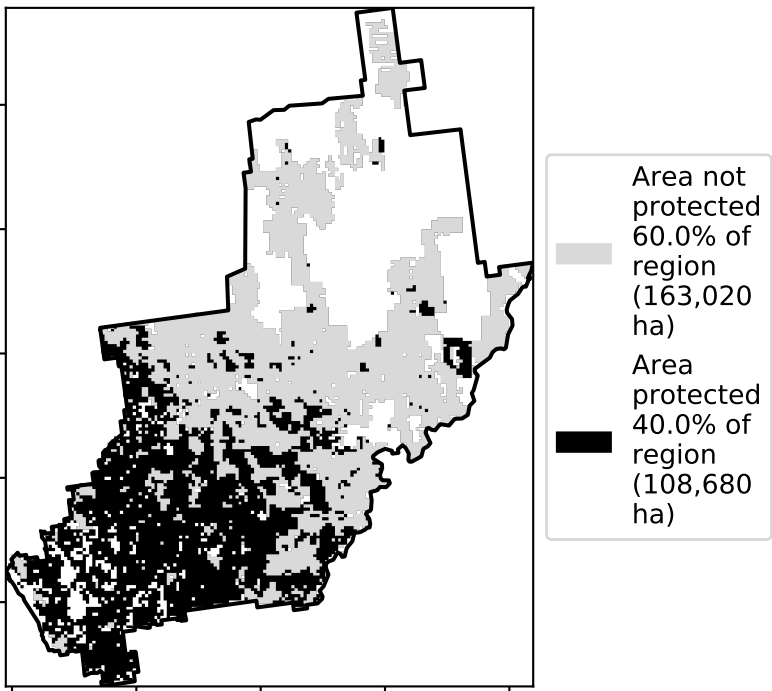 Area not
protected
60.0% of
region
(163,020
ha)
Area
protected
40.0% of
region
(108,680
ha)